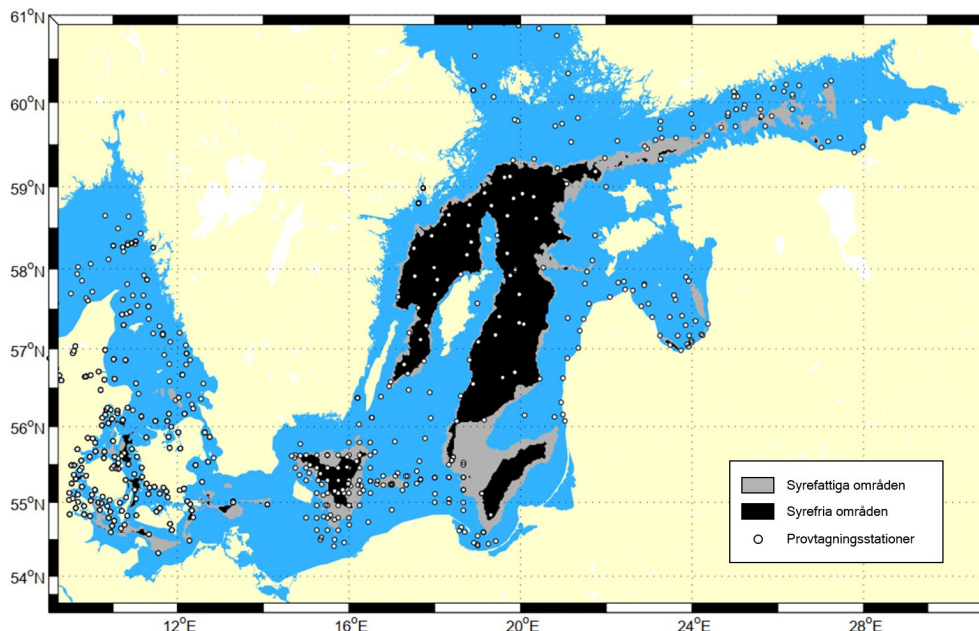 61°N
60°N
59°N
58°N
57°N
56°N
55°N
54°N
Syrefattiga områden
Syrefria områden
Provtagningsstationer
12°E
16°E
20°E
24°E
28°E